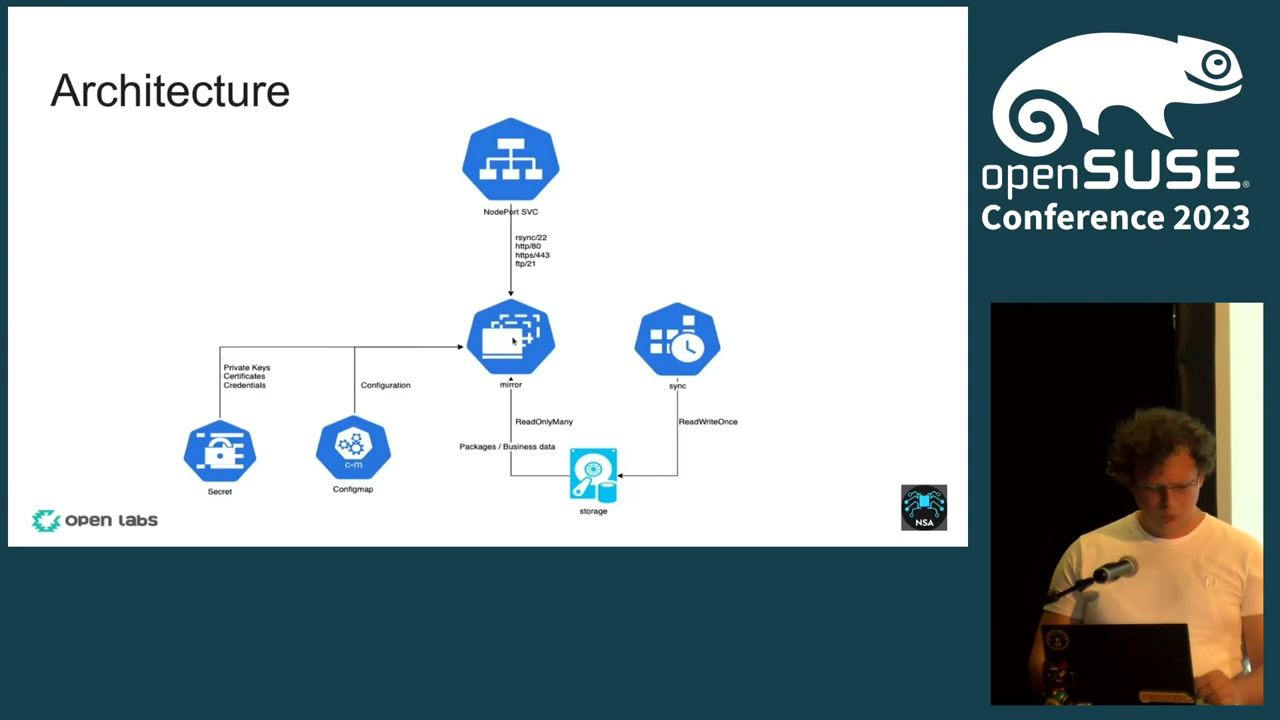 Architecture
NodePort SVC
rsync/22
http/80
https/443
ftp/21
mirror
sync
Private Keys
Certificates
Credentials
Configuration
ReadOnlyMany
ReadWriteOnce
Packages / Business data
c-m
Secret
Configmap
storage
open labs
NSA
openSUSE®
Conference 2023